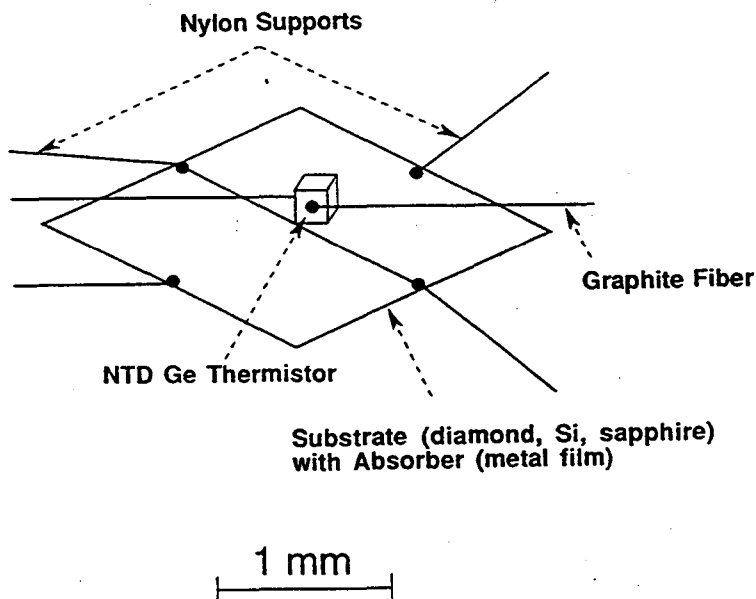 Nylon Supports
Graphite Fiber
NTD Ge Thermistor
Substrate (diamond, Si, sapphire)
with Absorber (metal film)
1 mm